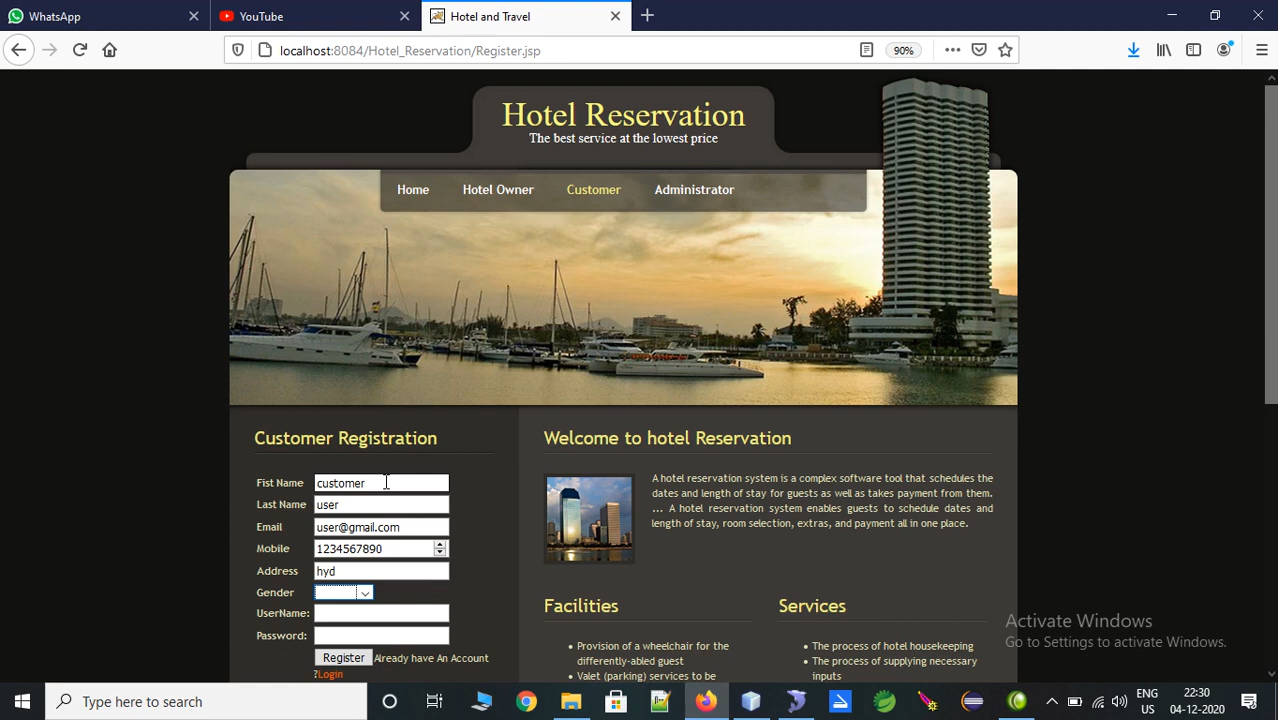 WhatsApp
YouTube
Hotel and Travel
localhost:8084/Hotel_Reservation/Register.jsp
90%
Hotel Reservation
The best service at the lowest price
Home Hotel Owner Customer Administrator
Customer Registration
Fist Name customer
Last Name user
Email user@gmail.com
Mobile 1234567890
Address hyd
Gender
UserName:
Password:
Register Already have An Account
?Login
Welcome to hotel Reservation
A hotel reservation system is a complex software tool that schedules the
dates and length of stay for guests as well as takes payment from them.
... A hotel reservation system enables guests to schedule dates and
length of stay, room selection, extras, and payment all in one place.
Facilities
Provision of a wheelchair for the
differently-abled guest
Valet (parking) services to be
Services
The process of hotel housekeeping
The process of supplying necessary
inputs
Activate Windows
Go to Settings to activate Windows.
Type here to search
ENG
US
22:30
04-12-2020